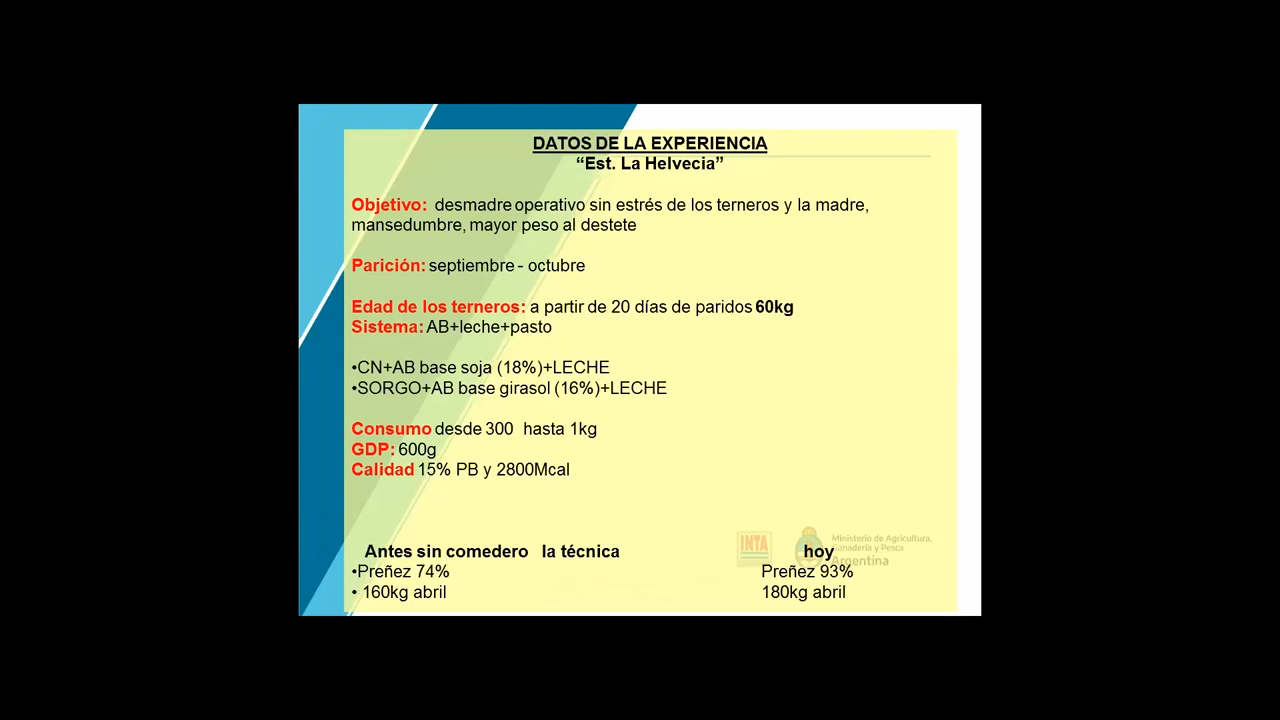 DATOS DE LA EXPERIENCIA
“Est. La Helvecia”
Objetivo: desmadre operativo sin estrés de los terneros y la madre,
mansedumbre, mayor peso al destete
Parición: septiembre - octubre
Edad de los terneros: a partir de 20 días de paridos 60kg
Sistema: AB+leche+pasto
•CN+AB base soja (18%)+LECHE
•SORGO+AB base girasol (16%)+LECHE
Consumo desde 300 hasta 1kg
GDP: 600g
Calidad 15% PB y 2800Mcal
INTA
Ministerio de Agricultura,
Ganadería y Pesca
Argentina
Antes sin comedero la técnica hoy
•Preñez 74% Preñez 93%
• 160kg abril 180kg abril